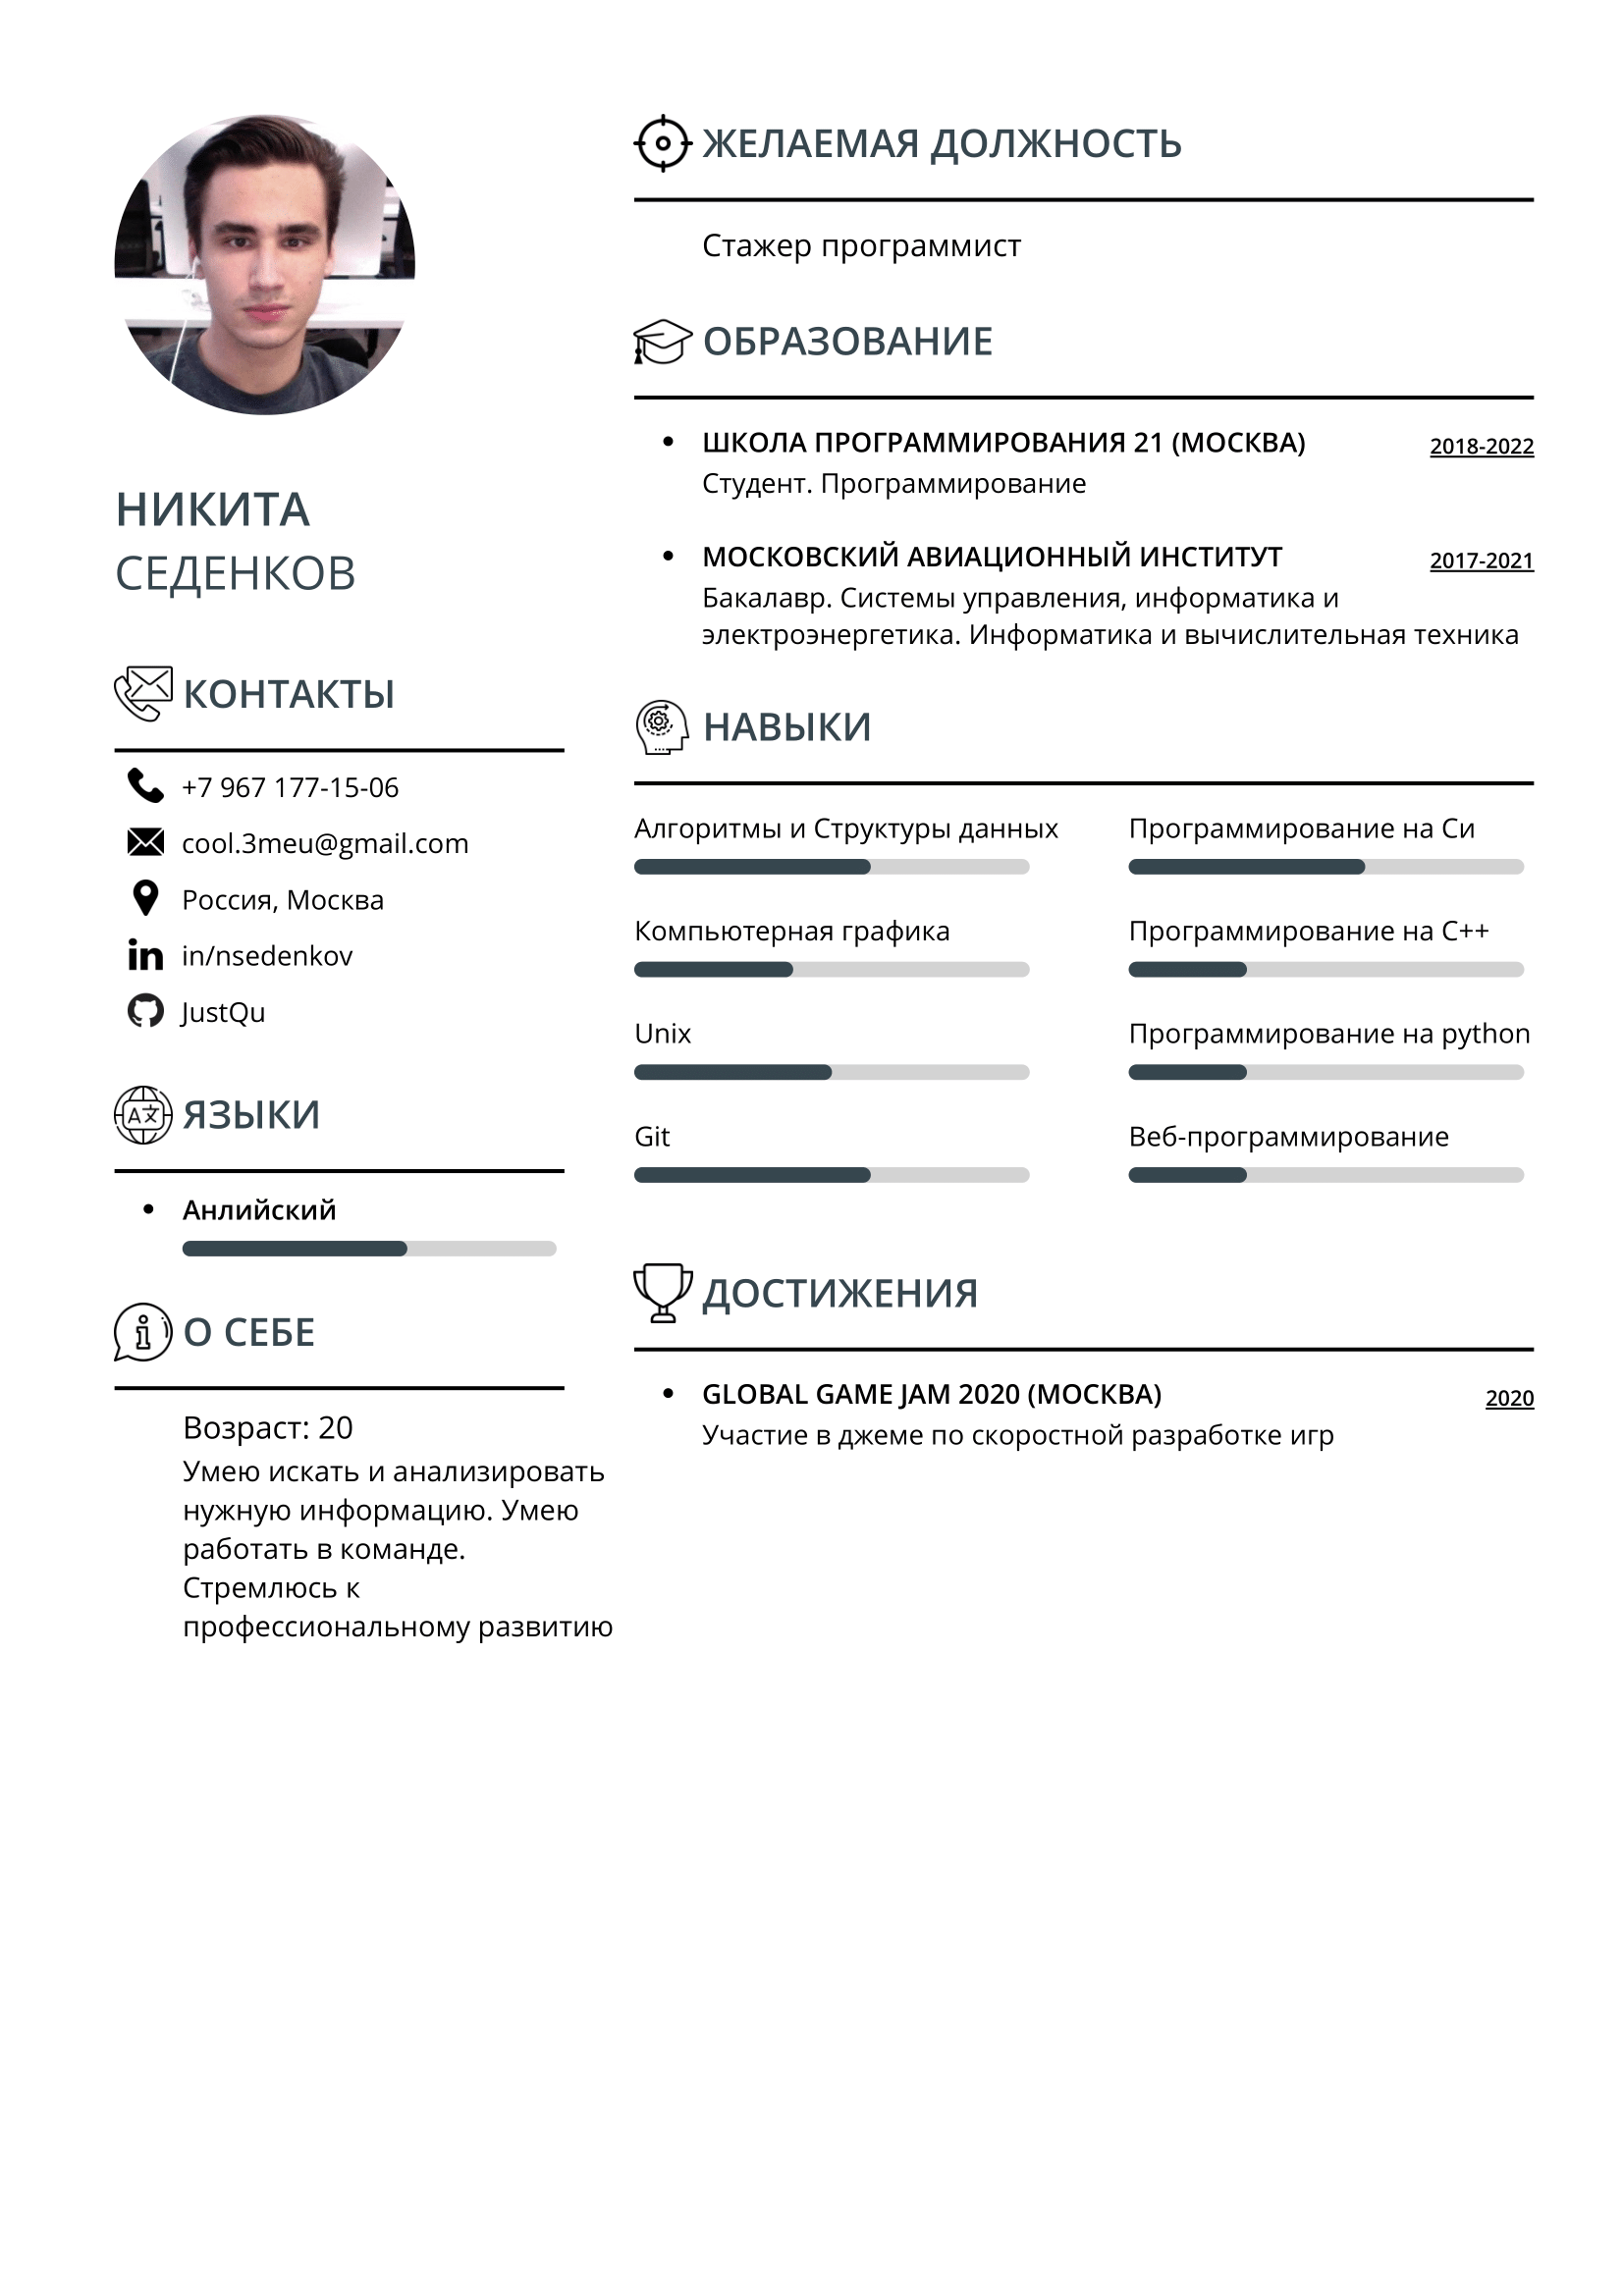 НИКИТА
СЕДЕНКОВ
КОНТАКТЫ
+7 967 177-15-06
cool.3meu@gmail.com
Россия, Москва
in/nsedenkov
JustQu
ЯЗЫКИ
Анлийский
О СЕБЕ
Возраст: 20
Умею искать и анализировать
нужную информацию. Умею
работать в команде.
Стремлюсь к
профессиональному развитию
ЖЕЛАЕМАЯ ДОЛЖНОСТЬ
Стажер программист
ОБРАЗОВАНИЕ
ШКОЛА ПРОГРАММИРОВАНИЯ 21 (МОСКВА) 2018-2022
Студент. Программирование
МОСКОВСКИЙ АВИАЦИОННЫЙ ИНСТИТУТ 2017-2021
Бакалавр. Системы управления, информатика и
электроэнергетика. Информатика и вычислительная техника
НАВЫКИ
Алгоритмы и Структуры данных Программирование на Си
Компьютерная графика Программирование на C++
Unix Программирование на python
Git Веб-программирование
ДОСТИЖЕНИЯ
GLOBAL GAME JAM 2020 (МОСКВА) 2020
Участие в джеме по скоростной разработке игр